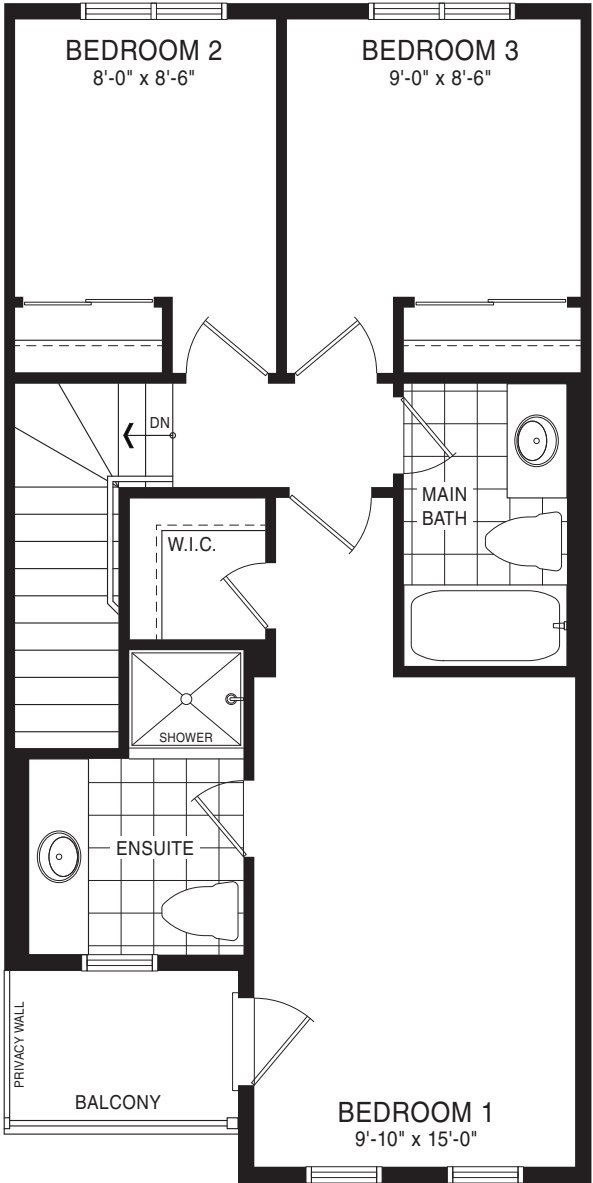 BEDROOM 2
8'-0" x 8'-6"
BEDROOM 3
9'-0" x 8'-6"
DN
MAIN
BATH
W.I.C.
SHOWER
ENSUITE
PRIVACY WALL
BALCONY
BEDROOM 1
9'-10" x 15'-0"